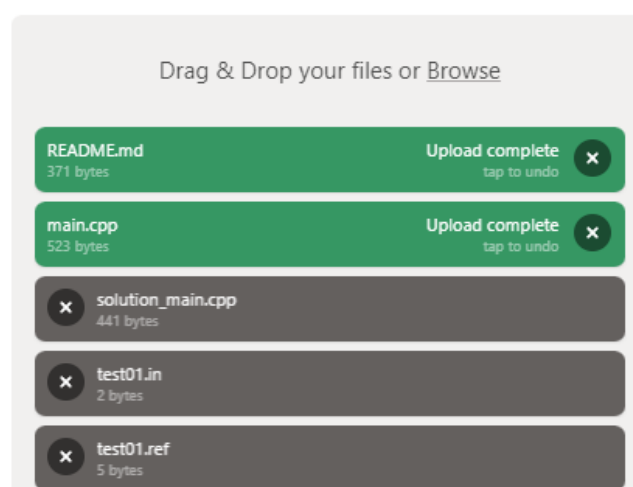 Drag & Drop your files or Browse
README.md
371 bytes
Upload complete
tap to undo
main.cpp
523 bytes
Upload complete
tap to undo
solution_main.cpp
441 bytes
test01.in
2 bytes
test01.ref
5 bytes